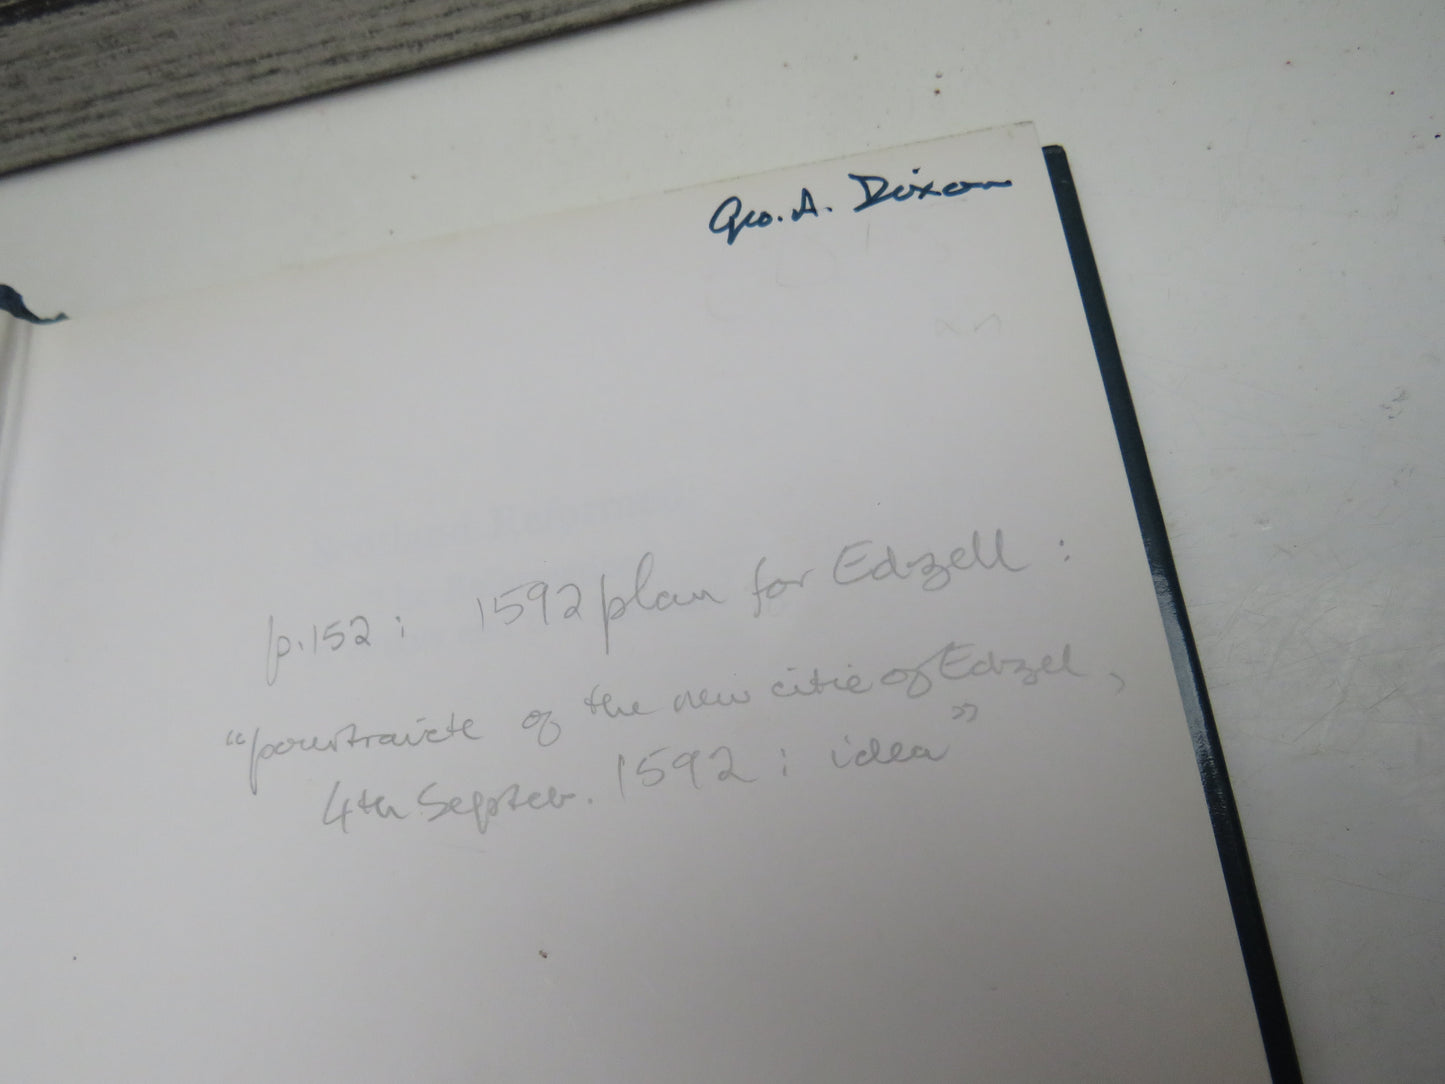 Geo. A. Dixon
p.152 : 1592 plan for Edzell :
"pourtraicte of the new citie of Edzel,
4th Septeb. 1592 : idea"